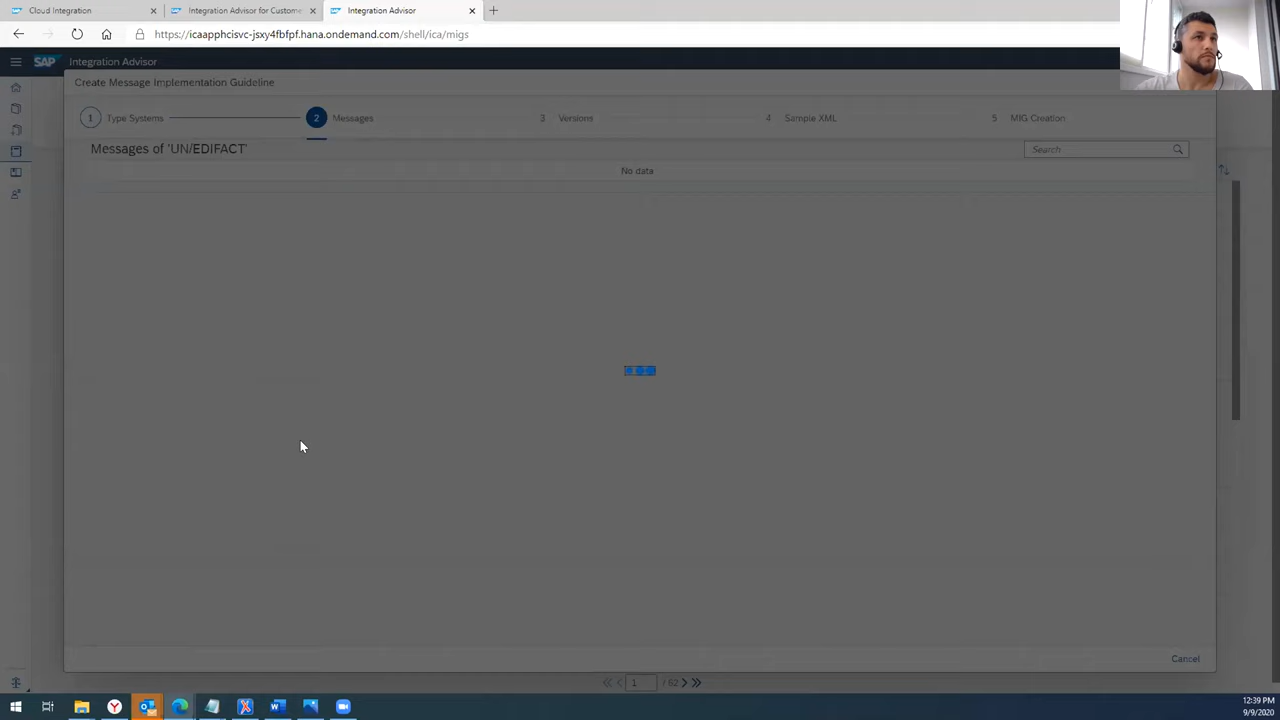 Cloud Integration
Integration Advisor for Custome
Integration Advisor
https://icaapphcisvc-jsxy4fbfpf.hana.ondemand.com/shell/ica/migs
SAP Integration Advisor
Create Message Implementation Guideline
1 Type Systems 2 Messages 3 Versions 4 Sample XML 5 MIG Creation
Messages of 'UN/EDIFACT'
Search
No data
Cancel
1 / 62
12:39 PM
9/9/2020